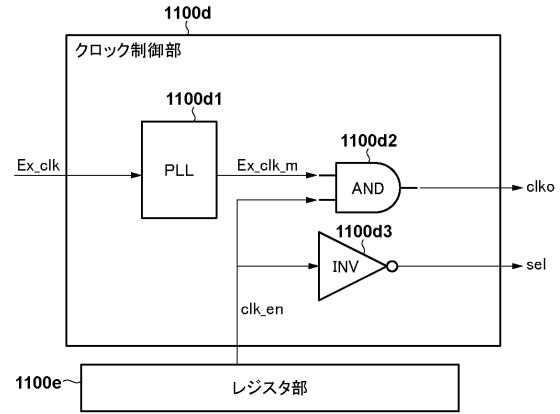 1100d
クロック制御部
1100d1
Ex_clk
PLL
Ex_clk_m
1100d2
AND
clko
1100d3
INV
sel
clk_en
1100e
レジスタ部